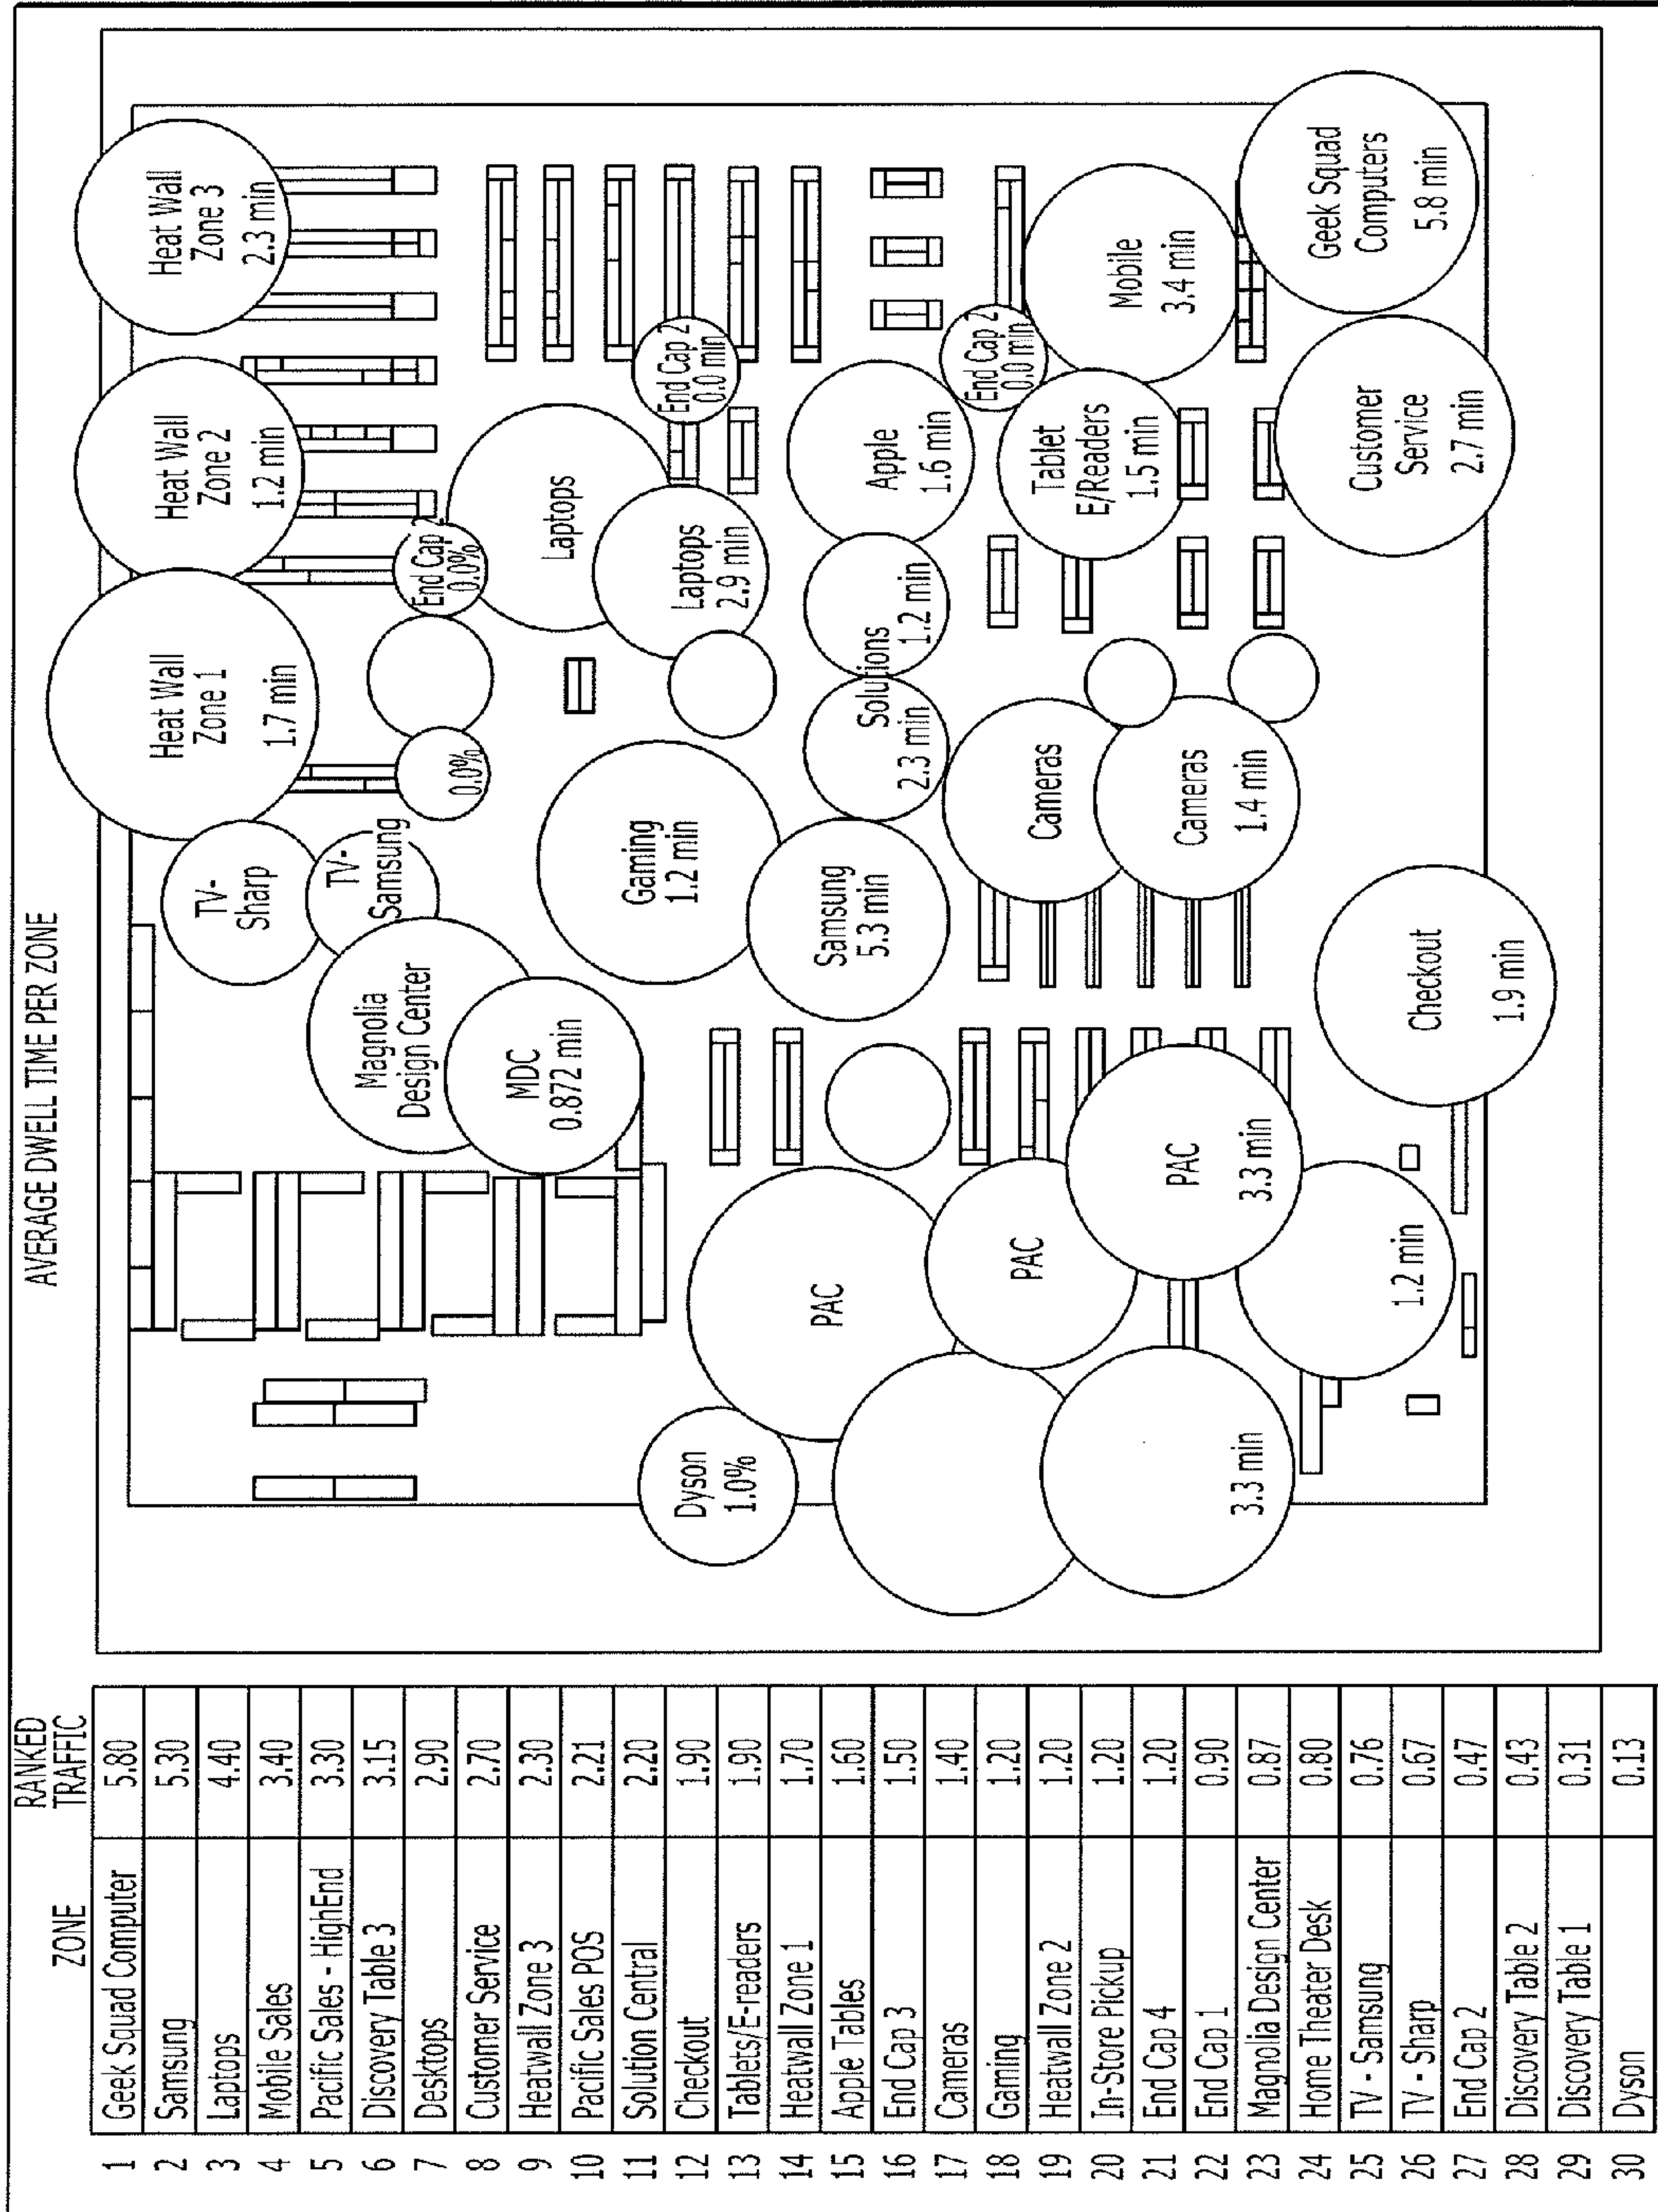 AVERAGE DWELL TIME PER ZONE
ZONE RANKED TRAFFIC
1 Geek Squad Computer 5.80
2 Samsung 5.30
3 Laptops 4.40
4 Mobile Sales 3.40
5 Pacific Sales - HighEnd 3.30
6 Discovery Table 3 3.15
7 Desktops 2.90
8 Customer Service 2.70
9 Heatwall Zone 3 2.30
10 Pacific Sales POS 2.21
11 Solution Central 2.20
12 Checkout 1.90
13 Tablets/E-readers 1.90
14 Heatwall Zone 1 1.70
15 Apple Tables 1.60
16 End Cap 3 1.50
17 Cameras 1.40
18 Gaming 1.20
19 Heatwall Zone 2 1.20
20 In-Store Pickup 1.20
21 End Cap 4 1.20
22 End Cap 1 0.90
23 Magnolia Design Center 0.87
24 Home Theater Desk 0.80
25 TV - Samsung 0.76
26 TV - Sharp 0.67
27 End Cap 2 0.47
28 Discovery Table 2 0.43
29 Discovery Table 1 0.31
30 Dyson 0.13
Heat Wall
Zone 1
1.7 min
Heat Wall
Zone 2
1.2 min
Heat Wall
Zone 3
2.3 min
TV-
Sharp
TV-
Samsung
0.0%
End Cap 2
0.0%
Magnolia
Design Center
MDC
0.872 min
Laptops
Laptops
2.9 min
End Cap 2
0.0 min
Gaming
1.2 min
Dyson
1.0%
PAC
Samsung
5.3 min
Solutions
2.3 min
1.2 min
Apple
1.6 min
End Cap 2
0.0 min
PAC
Cameras
Tablet
E/Readers
1.5 min
Mobile
3.4 min
3.3 min
PAC
3.3 min
Cameras
1.4 min
1.2 min
Checkout
1.9 min
Customer
Service
2.7 min
Geek Squad
Computers
5.8 min